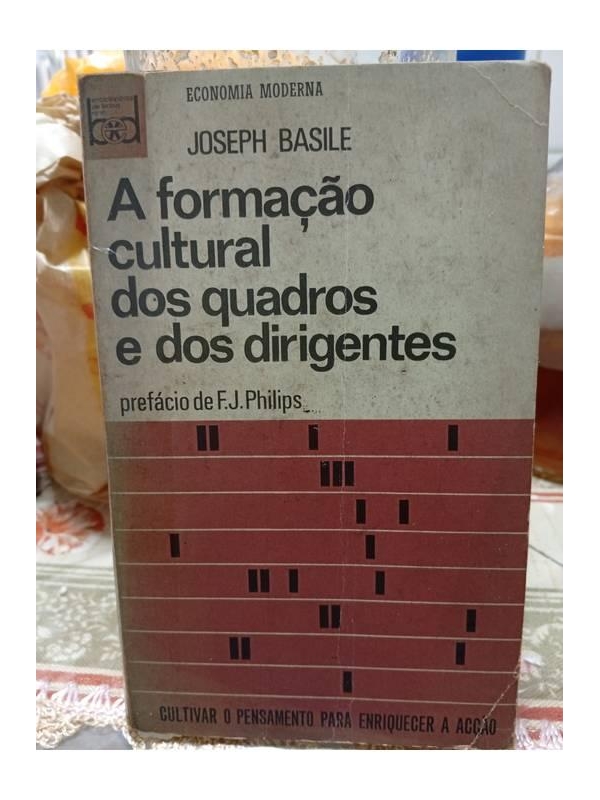 ECONOMIA MODERNA
JOSEPH BASILE
A formação
cultural
dos quadros
e dos dirigentes
prefácio de F.J. Philips
CULTIVAR O PENSAMENTO PARA ENRIQUECER A ACÇÃO